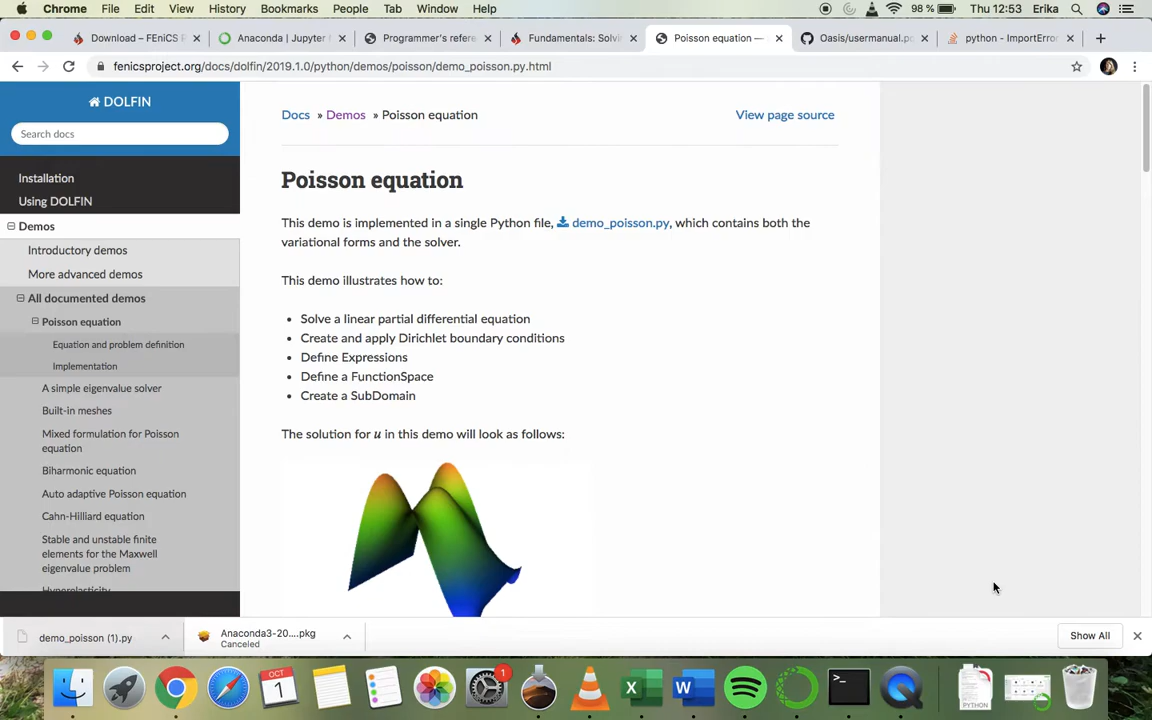 Chrome File Edit View History Bookmarks People Tab Window Help 98 % Thu 12:53 Erika
Download – FEniCS P
Anaconda | Jupyter
Programmer's refere
Fundamentals: Solvi
Poisson equation —
Oasis/usermanual.po
python - ImportErro
fenicsproject.org/docs/dolfin/2019.1.0/python/demos/poisson/demo_poisson.py.html
DOLFIN
Search docs
Installation
Using DOLFIN
Demos
Introductory demos
More advanced demos
All documented demos
Poisson equation
Equation and problem definition
Implementation
A simple eigenvalue solver
Built-in meshes
Mixed formulation for Poisson
equation
Biharmonic equation
Auto adaptive Poisson equation
Cahn-Hilliard equation
Stable and unstable finite
elements for the Maxwell
eigenvalue problem
Hyperelasticity
Docs » Demos » Poisson equation
View page source
Poisson equation
This demo is implemented in a single Python file, demo_poisson.py, which contains both the
variational forms and the solver.
This demo illustrates how to:
• Solve a linear partial differential equation
• Create and apply Dirichlet boundary conditions
• Define Expressions
• Define a FunctionSpace
• Create a SubDomain
The solution for u in this demo will look as follows:
demo_poisson (1).py
Anaconda3-20....pkg
Canceled
Show All
OCT
1
1
X
W
>_
PYTHON